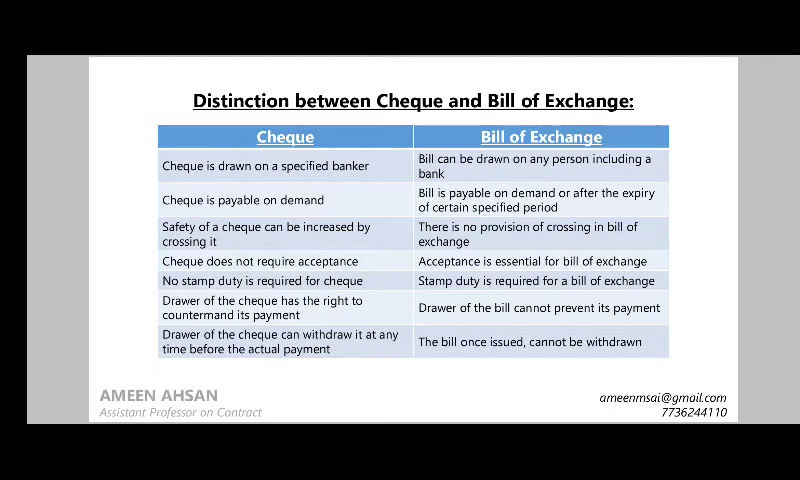 Distinction between Cheque and Bill of Exchange:
Cheque
Bill of Exchange
Cheque is drawn on a specified banker
Bill can be drawn on any person including a
bank
Cheque is payable on demand
Bill is payable on demand or after the expiry
of certain specified period
Safety of a cheque can be increased by
crossing it
There is no provision of crossing in bill of
exchange
Cheque does not require acceptance
Acceptance is essential for bill of exchange
No stamp duty is required for cheque
Stamp duty is required for a bill of exchange
Drawer of the cheque has the right to
countermand its payment
Drawer of the bill cannot prevent its payment
Drawer of the cheque can withdraw it at any
time before the actual payment
The bill once issued, cannot be withdrawn
AMEEN AHSAN
Assistant Professor on Contract
ameenmsai@gmail.com
7736244110